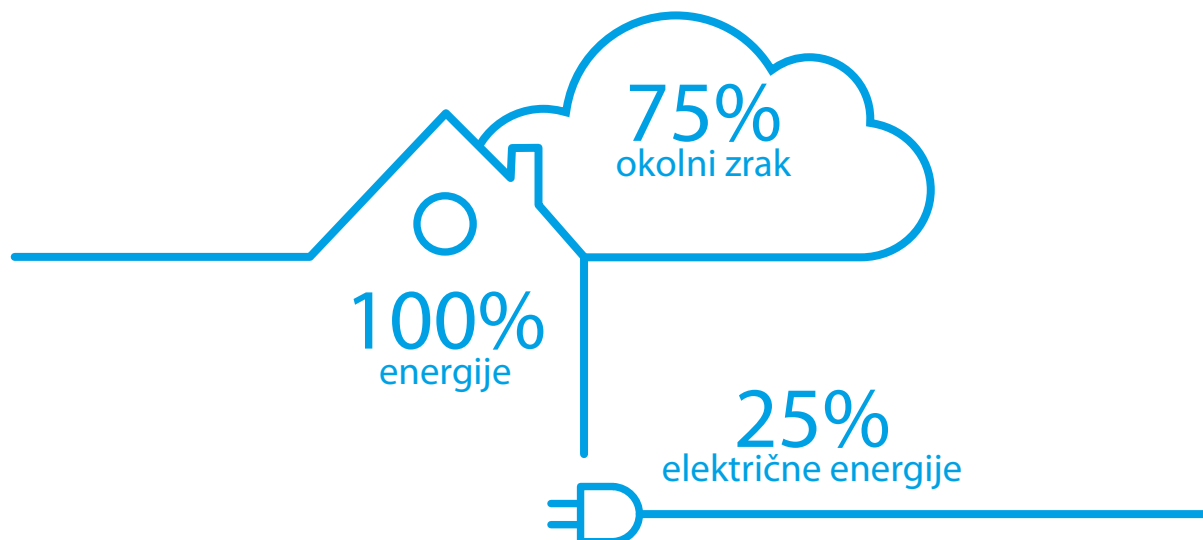 75%
okolni zrak
100%
energije
25%
električne energije